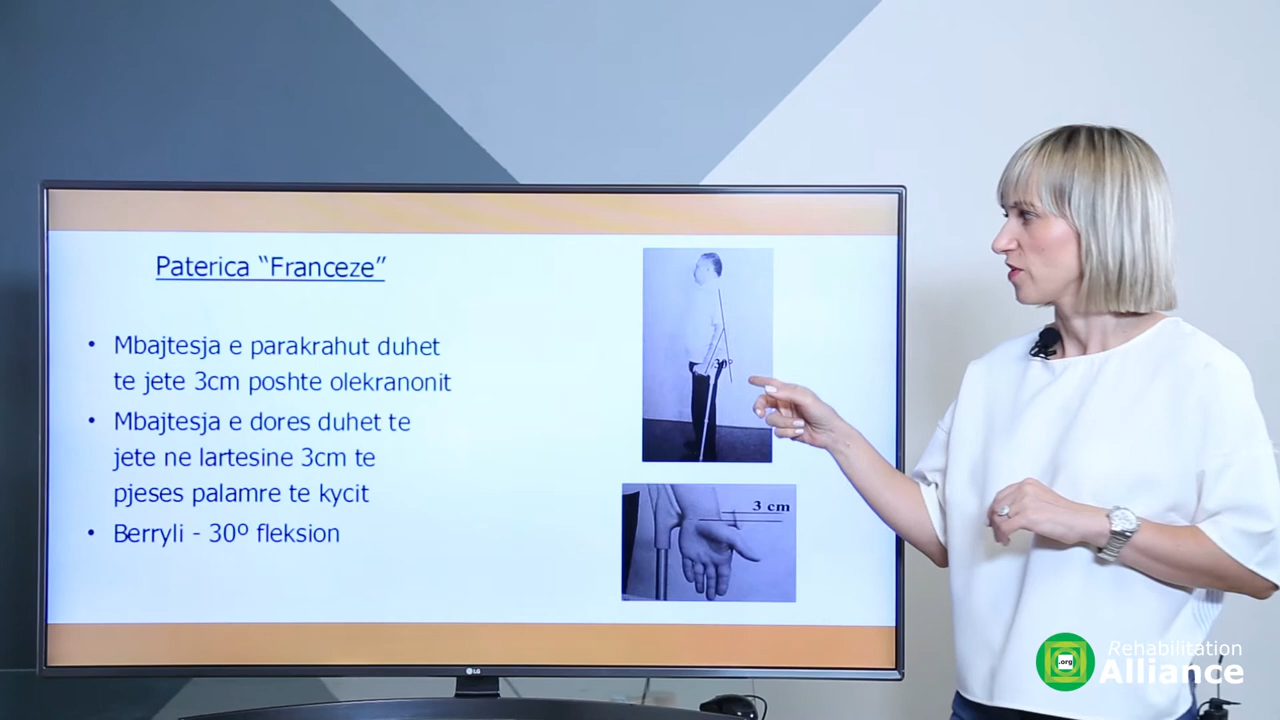 Paterica “Franceze”
• Mbajtesja e parakrahut duhet
te jete 3cm poshte olekranonit
• Mbajtesja e dores duhet te
jete ne lartesine 3cm te
pjeses palamre te kycit
• Berryli - 30º fleksion
30°
3 cm
LG
.org
Rehabilitation
Alliance